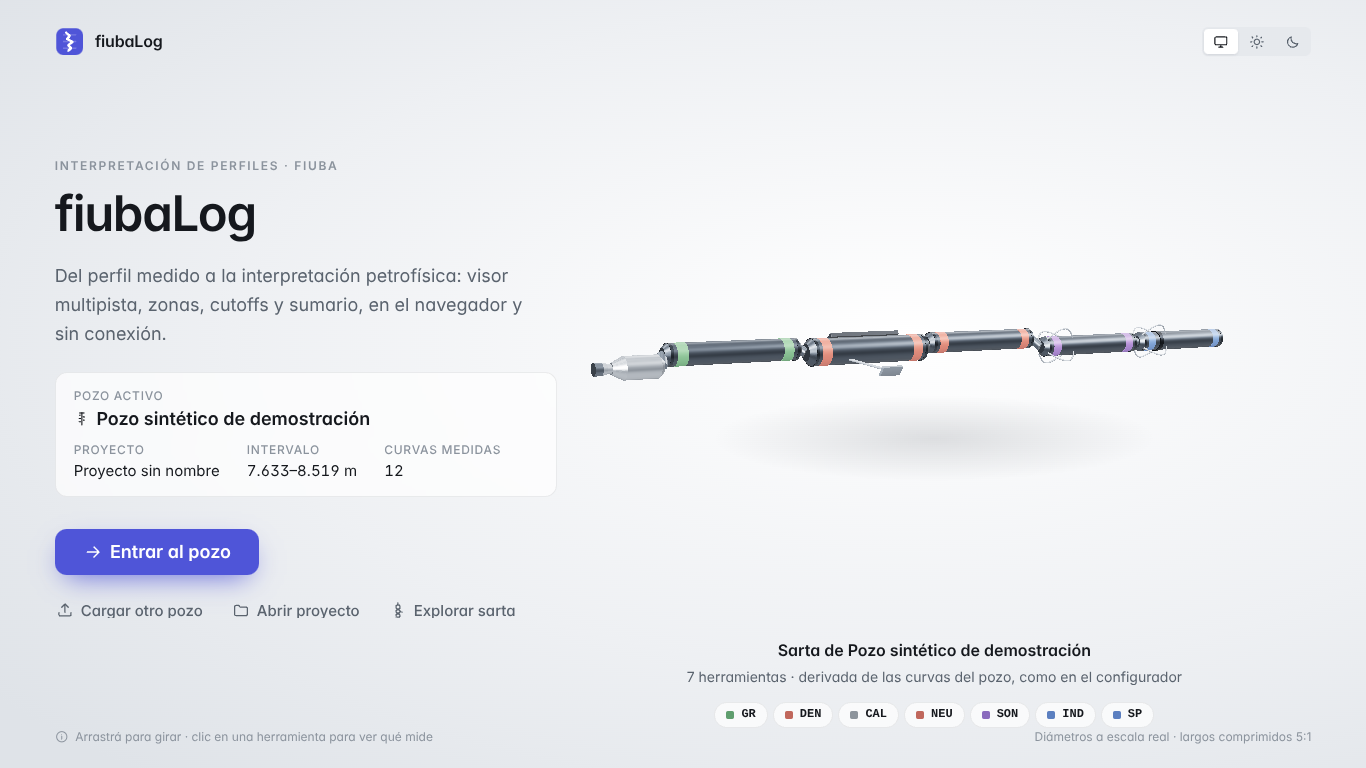 fiubaLog
INTERPRETACIÓN DE PERFILES · FIUBA
fiubaLog
Del perfil medido a la interpretación petrofísica: visor
multipista, zonas, cutoffs y sumario, en el navegador y
sin conexión.
POZO ACTIVO
Pozo sintético de demostración
PROYECTO INTERVALO CURVAS MEDIDAS
Proyecto sin nombre 7.633–8.519 m 12
Entrar al pozo
Cargar otro pozo Abrir proyecto Explorar sarta
Sarta de Pozo sintético de demostración
7 herramientas · derivada de las curvas del pozo, como en el configurador
GR DEN CAL NEU SON IND SP
Arrastrá para girar · clic en una herramienta para ver qué mide
Diámetros a escala real · largos comprimidos 5:1